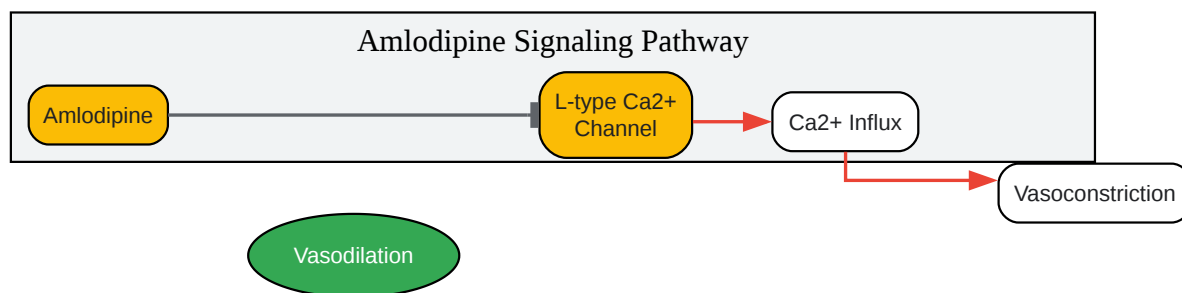 Amlodipine Signaling Pathway
Amlodipine
L-type Ca2+
Channel
Ca2+ Influx
Vasoconstriction
Vasodilation